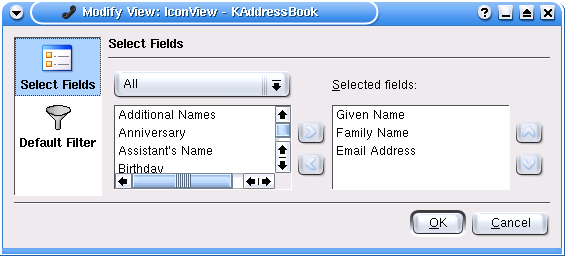 Modify View: IconView - KAddressBook
Select Fields
Select Fields
Default Filter
All
Additional Names
Anniversary
Assistant's Name
Birthday
Selected fields:
Given Name
Family Name
Email Address
OK
Cancel